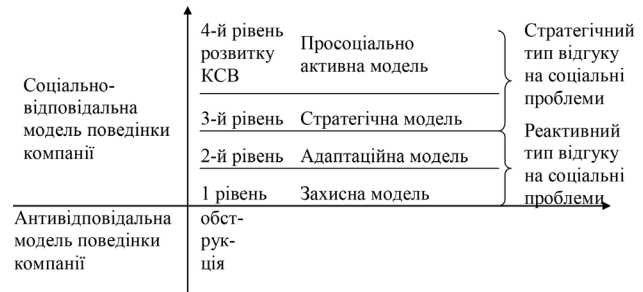 Соціально-
відповідальна
модель поведінки
компанії
4-й рівень
розвитку
КСВ
Просоціально
активна модель
3-й рівень Стратегічна модель
2-й рівень Адаптаційна модель
1 рівень Захисна модель
Стратегічний
тип відгуку
на соціальні
проблеми
Реактивний
тип відгуку
на соціальні
проблеми
Антивідповідальна
модель поведінки
компанії
обст-
рук-
ція